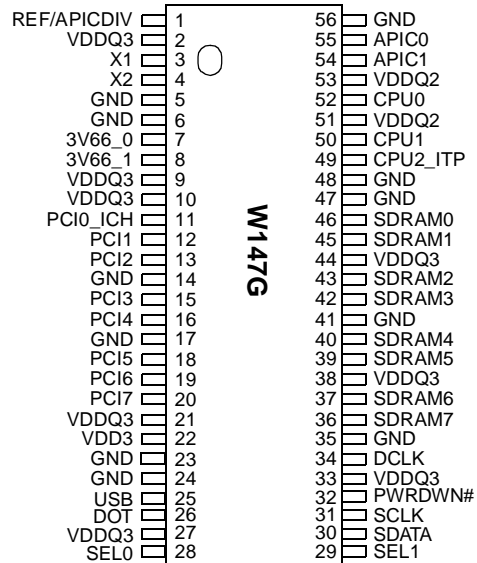 REF/APICDIV 1 56 GND
VDDQ3 2 55 APIC0
X1 3 54 APIC1
X2 4 53 VDDQ2
GND 5 52 CPU0
GND 6 51 VDDQ2
3V66_0 7 50 CPU1
3V66_1 8 49 CPU2_ITP
VDDQ3 9 48 GND
VDDQ3 10 47 GND
PCI0_ICH 11 46 SDRAM0
PCI1 12 45 SDRAM1
PCI2 13 44 VDDQ3
GND 14 43 SDRAM2
PCI3 15 42 SDRAM3
PCI4 16 41 GND
GND 17 40 SDRAM4
PCI5 18 39 SDRAM5
PCI6 19 38 VDDQ3
PCI7 20 37 SDRAM6
VDDQ3 21 36 SDRAM7
VDD3 22 35 GND
GND 23 34 DCLK
GND 24 33 VDDQ3
USB 25 32 PWRDWN#
DOT 26 31 SCLK
VDDQ3 27 30 SDATA
SEL0 28 29 SEL1
W147G